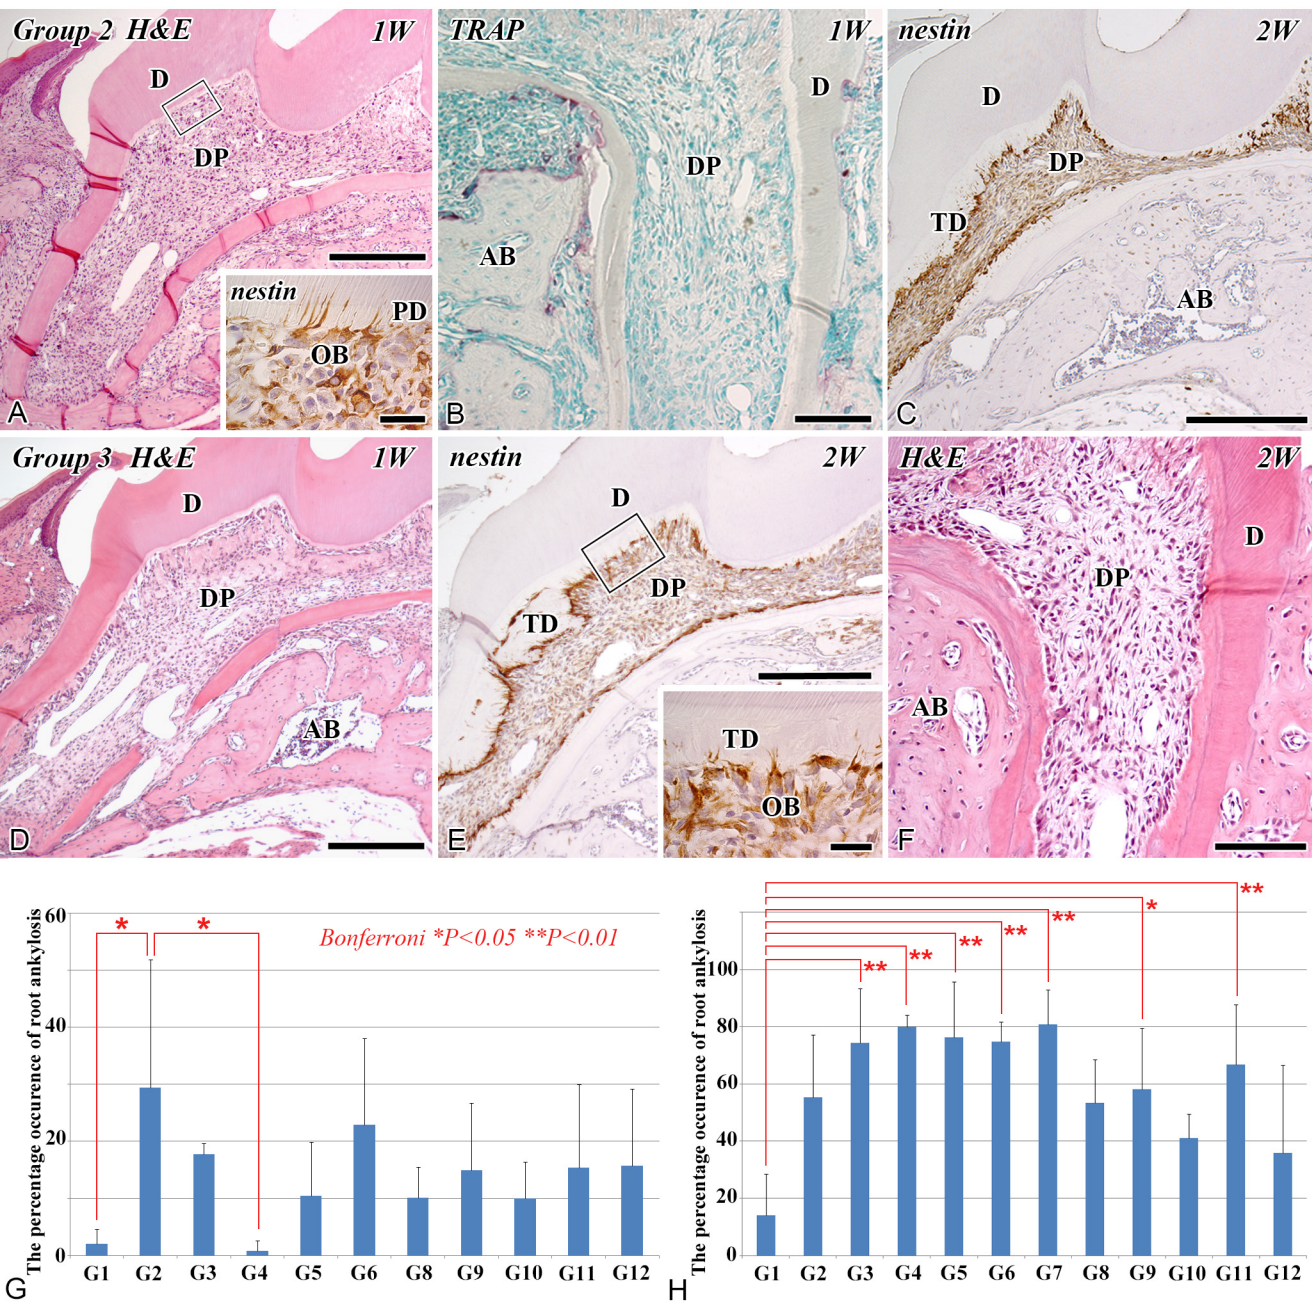 Group 2 H&E 1W
D
DP
nestin
PD
OB
A
TRAP 1W
D
DP
AB
B
nestin 2W
D
DP
TD
AB
C
Group 3 H&E 1W
D
DP
AB
D
nestin 2W
D
DP
TD
TD
OB
E
H&E 2W
D
DP
AB
F
The percentage occurence of root ankylosis
60
40
20
0
* *
Bonferroni *P<0.05 **P<0.01
G1 G2 G3 G4 G5 G6 G8 G9 G10 G11 G12
G
The percentage occurence of root ankylosis
100
80
60
40
20
0
** ** ** ** ** * **
G1 G2 G3 G4 G5 G6 G7 G8 G9 G10 G11 G12
H